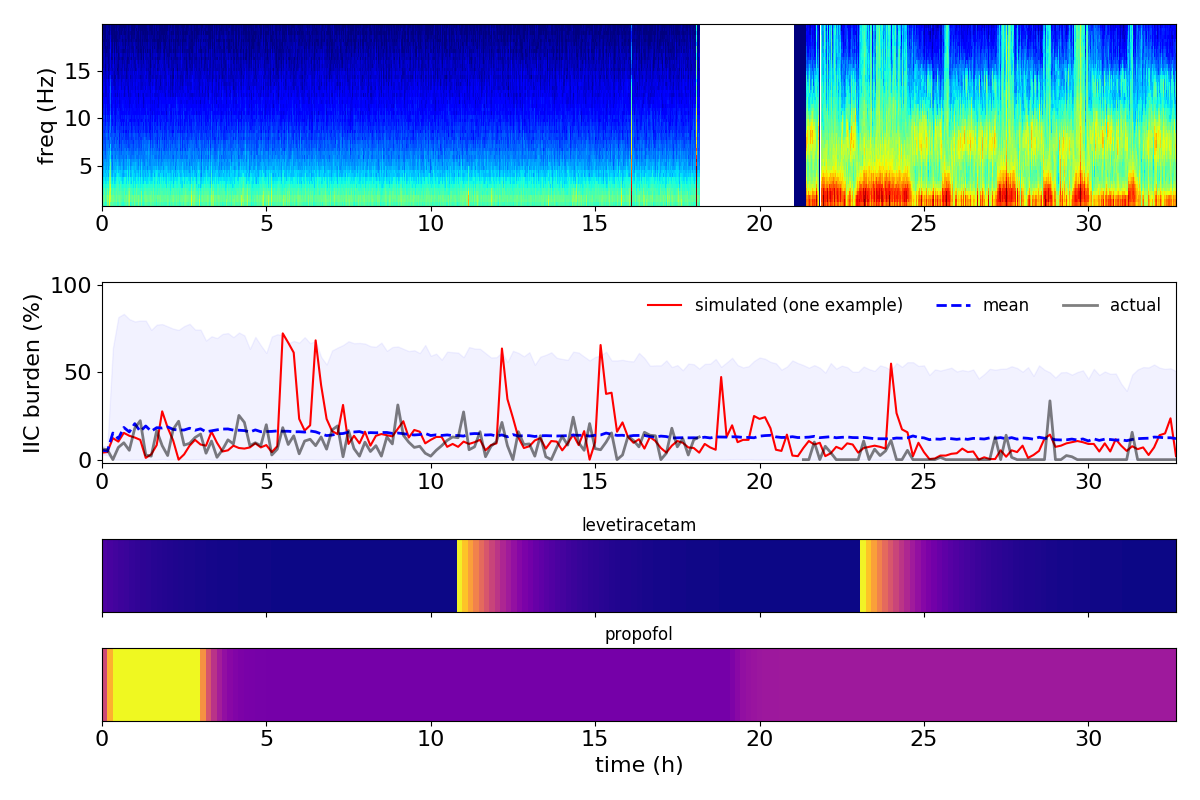 freq (Hz)
15
10
5
0 5 10 15 20 25 30
IIC burden (%)
100
50
0
simulated (one example) mean actual
0 5 10 15 20 25 30
levetiracetam
propofol
0 5 10 15 20 25 30
time (h)